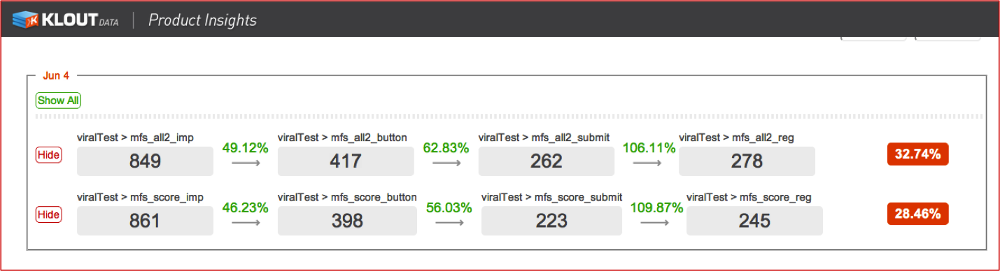 KLOUT DATA | Product Insights
Jun 4
Show All
viralTest > mfs_all2_imp viralTest > mfs_all2_button viralTest > mfs_all2_submit viralTest > mfs_all2_reg
Hide 849 49.12% 417 62.83% 262 106.11% 278 32.74%
viralTest > mfs_score_imp viralTest > mfs_score_button viralTest > mfs_score_submit viralTest > mfs_score_reg
Hide 861 46.23% 398 56.03% 223 109.87% 245 28.46%